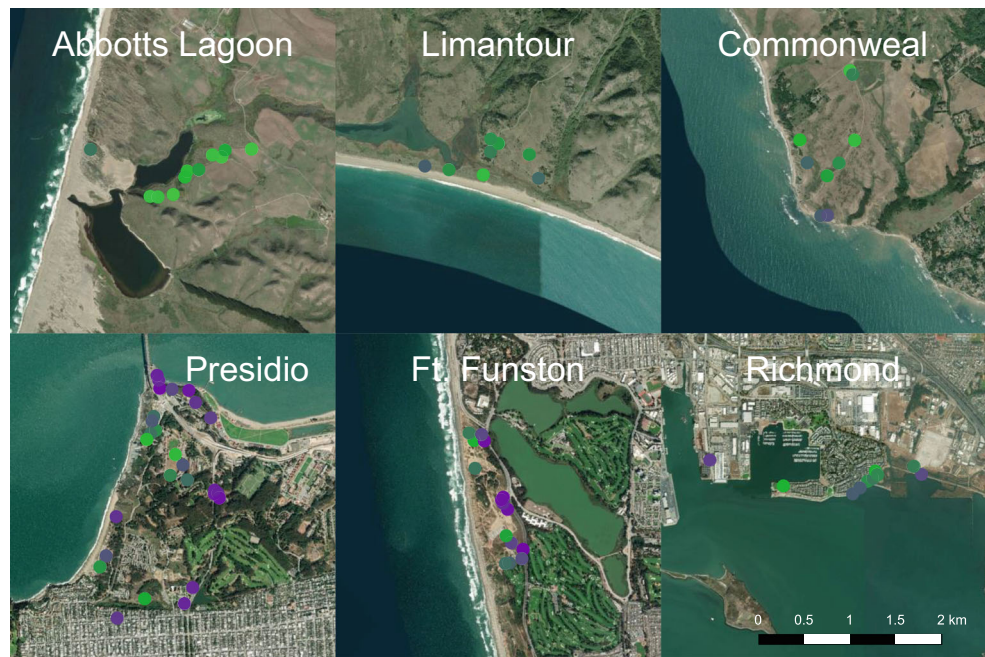 Abbotts Lagoon
Limantour
Commonweal
Presidio
Ft. Funston
Richmond
0 0.5 1 1.5 2 km